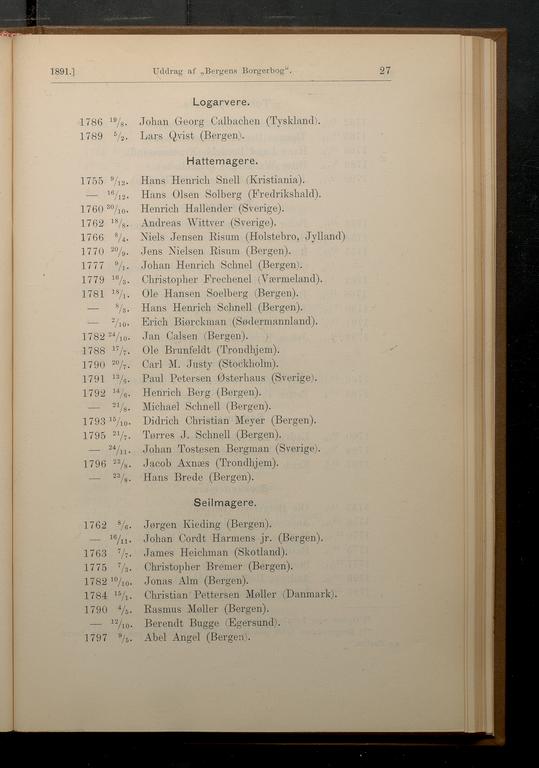 1891.] Uddrag af „Bergens Borgerbog“. 27
Logarvere.
1786 19/8. Johan Georg Calbachen (Tyskland).
1789 5/2. Lars Qvist (Bergen).
Hattemagere.
1755 9/12. Hans Henrich Snell (Kristiania).
— 16/12. Hans Olsen Solberg (Fredrikshald).
1760 30/10. Henrich Hallender (Sverige).
1762 18/8. Andreas Wittver (Sverige).
1766 8/4. Niels Jensen Risum (Holstebro, Jylland)
1770 20/9. Jens Nielsen Risum (Bergen).
1777 9/1. Johan Henrich Schnel (Bergen).
1779 16/3. Christopher Frechenel (Værmeland).
1781 18/1. Ole Hansen Soelberg (Bergen).
— 8/3. Hans Henrich Schnell (Bergen).
— 2/10. Erich Biørckman (Sødermannland).
1782 24/10. Jan Calsen (Bergen).
1788 17/7. Ole Brunfeldt (Trondhjem).
1790 20/7. Carl M. Justy (Stockholm).
1791 Paul Petersen Østerhaus (Sverige).
1792 14/6. Henrich Berg (Bergen).
— 21/8. Michael Schnell (Bergen).
1793 15/10. Didrich Christian Meyer (Bergen).
1795 21/7. Tørres J. Schnell (Bergen).
— 24/11. Johan Tostesen Bergman (Sverige).
1796 23/8. Jacob Axnæs (Trondhjem).
— 23/8. Hans Brede (Bergen).
Seilmagere.
1762 8/6. Jørgen Kieding (Bergen).
— 16/11. Johan Cordt Harmens jr. (Bergen).
1763 7/7. James Heichman (Skotland).
1775 7/3. Christopher Bremer (Bergen).
1782 10/10. Jonas Alm (Bergen).
1784 15/1. Christian Pettersen Møller (Danmark).
1790 4/5. Rasmus Møller (Bergen).
— 12/10. Berendt Bugge (Egersund).
1797 9/5. Abel Angel (Bergen).